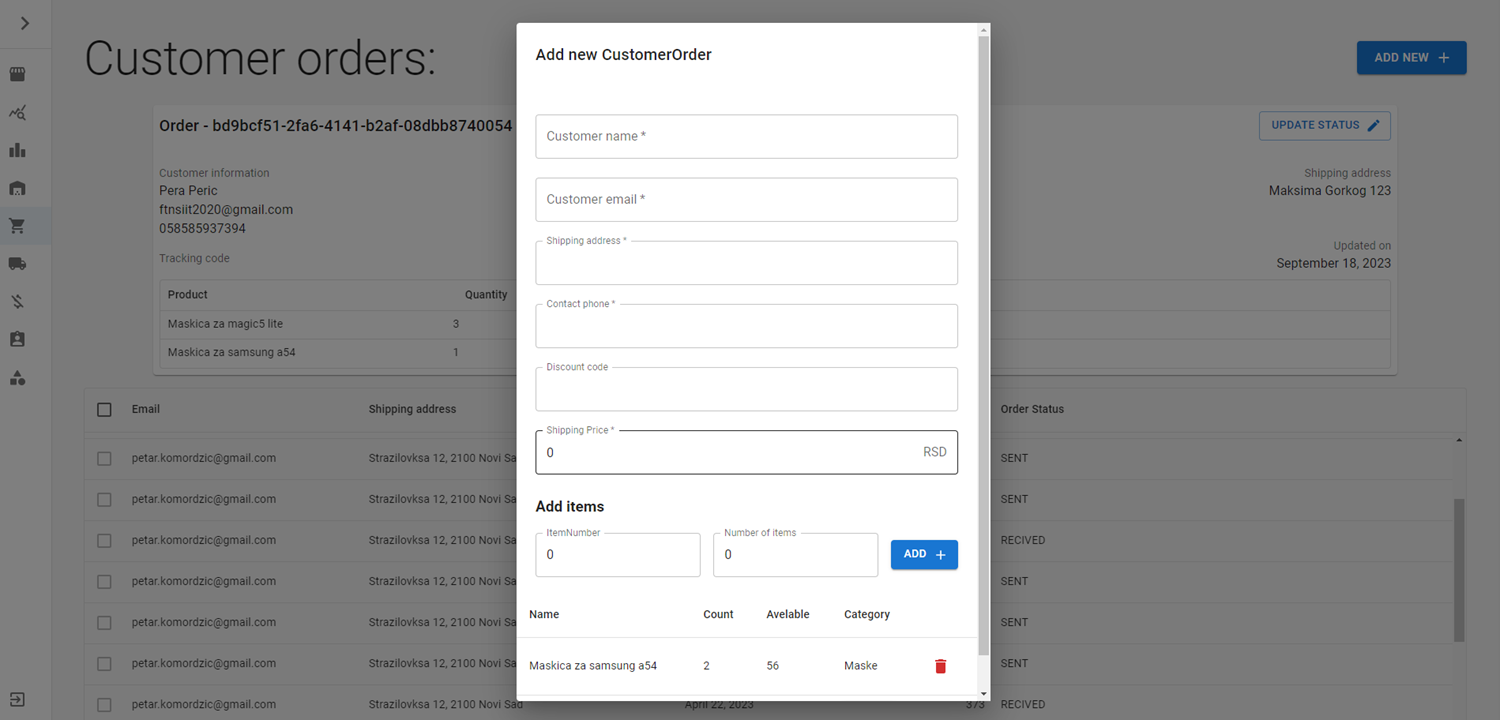 Customer orders:
ADD NEW
Order - bd9bcf51-2fa6-4141-b2af-08dbb8740054
UPDATE STATUS
Customer information
Pera Peric
ftnsiit2020@gmail.com
058585937394
Tracking code
Shipping address
Maksima Gorkog 123
Updated on
September 18, 2023
Product Quantity
Maskica za magic5 lite 3
Maskica za samsung a54 1
Email Shipping address Order Status
petar.komordzic@gmail.com Strazilovksa 12, 2100 Novi Sa SENT
petar.komordzic@gmail.com Strazilovksa 12, 2100 Novi Sa SENT
petar.komordzic@gmail.com Strazilovksa 12, 2100 Novi Sa RECIVED
petar.komordzic@gmail.com Strazilovksa 12, 2100 Novi Sa SENT
petar.komordzic@gmail.com Strazilovksa 12, 2100 Novi Sa SENT
petar.komordzic@gmail.com Strazilovksa 12, 2100 Novi Sa SENT
petar.komordzic@gmail.com Strazilovksa 12, 2100 Novi Sad April 22, 2023 373 RECIVED
Add new CustomerOrder
Customer name *
Customer email *
Shipping address *
Contact phone *
Discount code
Shipping Price *
0 RSD
Add items
ItemNumber Number of items
0 0 ADD
Name Count Avelable Category
Maskica za samsung a54 2 56 Maske